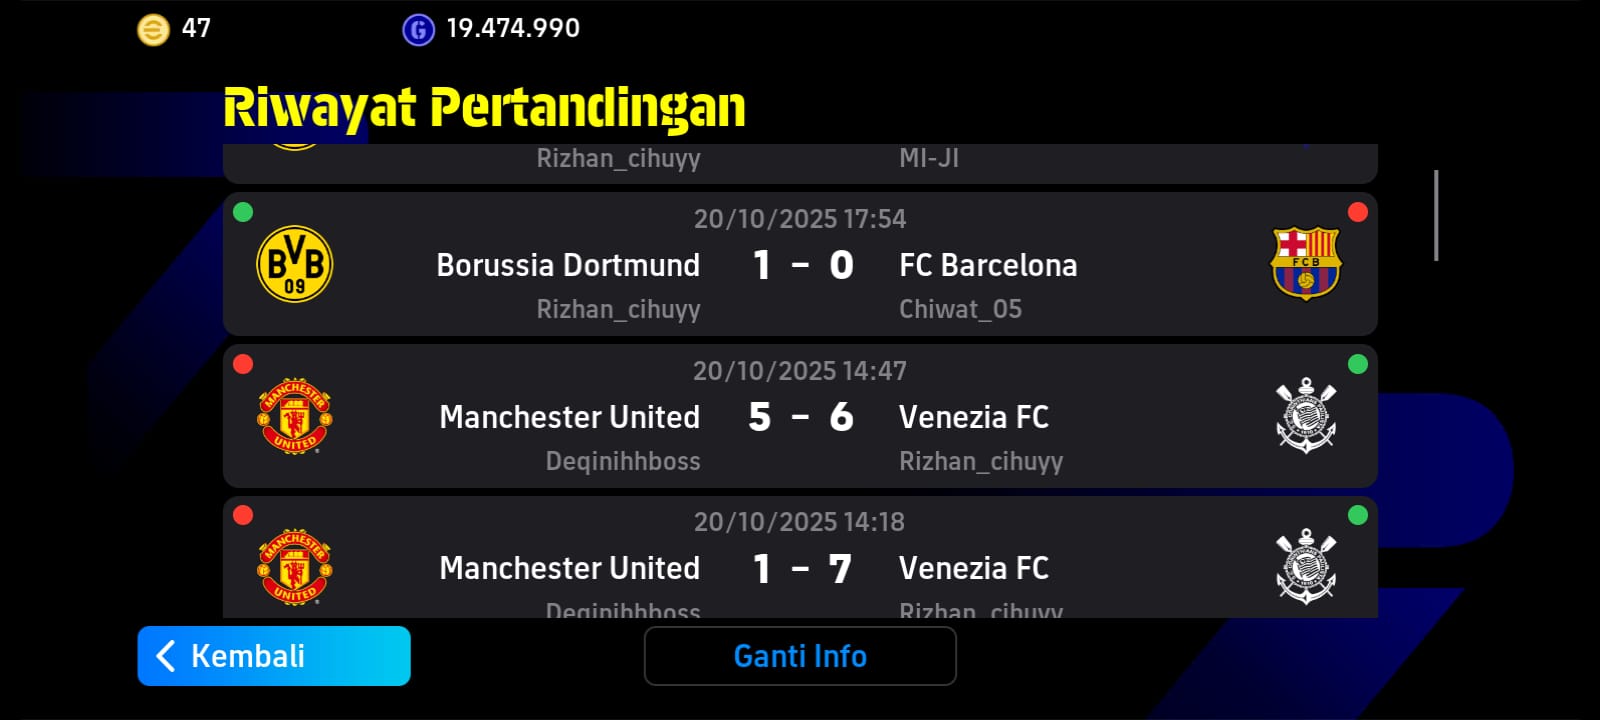 47
19.474.990
Riwayat Pertandingan
Rizhan_cihuyy MI-JI
20/10/2025 17:54
BVB 09
Borussia Dortmund 1 - 0 FC Barcelona
FCB
Rizhan_cihuyy Chiwat_05
20/10/2025 14:47
MANCHESTER UNITED
Manchester United 5 - 6 Venezia FC
Deqinihhboss Rizhan_cihuyy
20/10/2025 14:18
MANCHESTER UNITED
Manchester United 1 - 7 Venezia FC
Deqinihhboss Rizhan_cihuyy
Kembali
Ganti Info